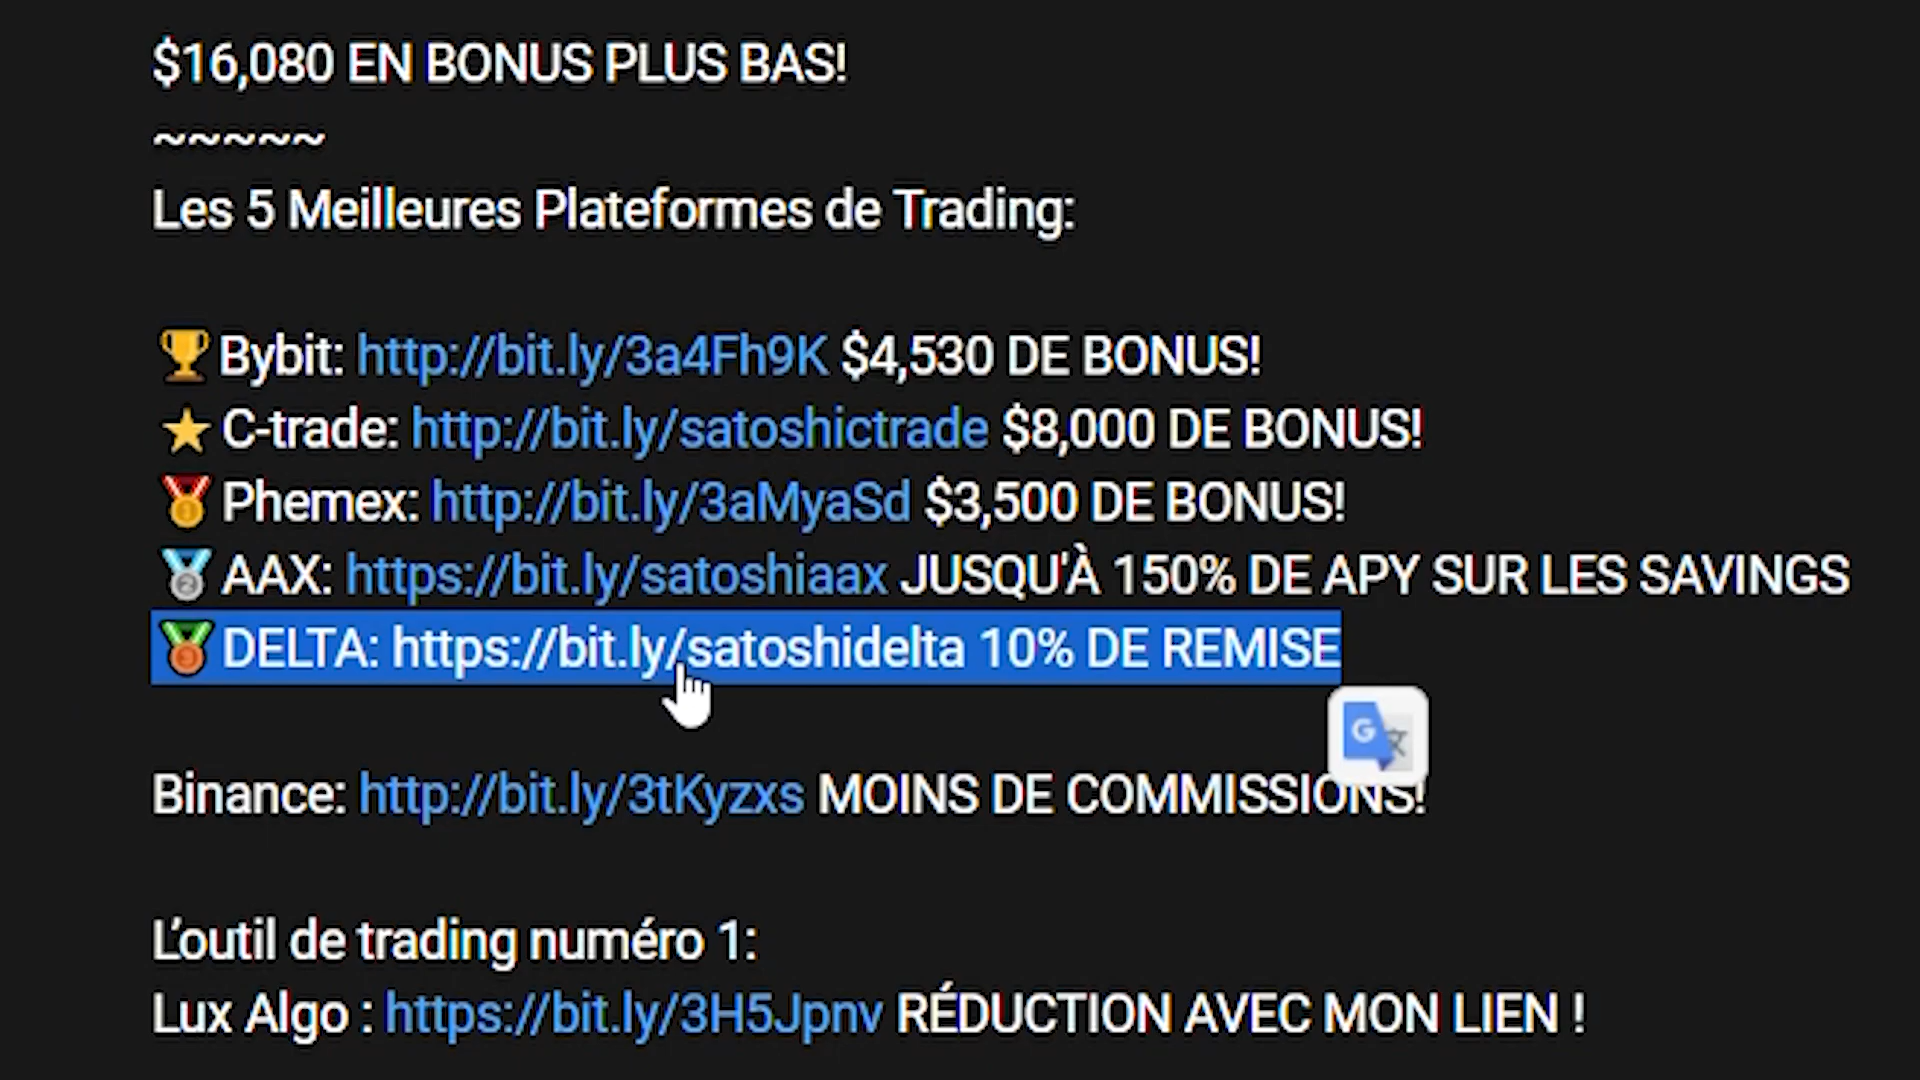 $16,080 EN BONUS PLUS BAS!
~~~~~
Les 5 Meilleures Plateformes de Trading:
🏆Bybit: http://bit.ly/3a4Fh9K $4,530 DE BONUS!
⭐C-trade: http://bit.ly/satoshictrade $8,000 DE BONUS!
🥇Phemex: http://bit.ly/3aMyaSd $3,500 DE BONUS!
🥈AAX: https://bit.ly/satoshiaax JUSQU'À 150% DE APY SUR LES SAVINGS
🥉DELTA: https://bit.ly/satoshidelta 10% DE REMISE
Binance: http://bit.ly/3tKyzxs MOINS DE COMMISSIONS!
L'outil de trading numéro 1:
Lux Algo : https://bit.ly/3H5Jpnv RÉDUCTION AVEC MON LIEN !